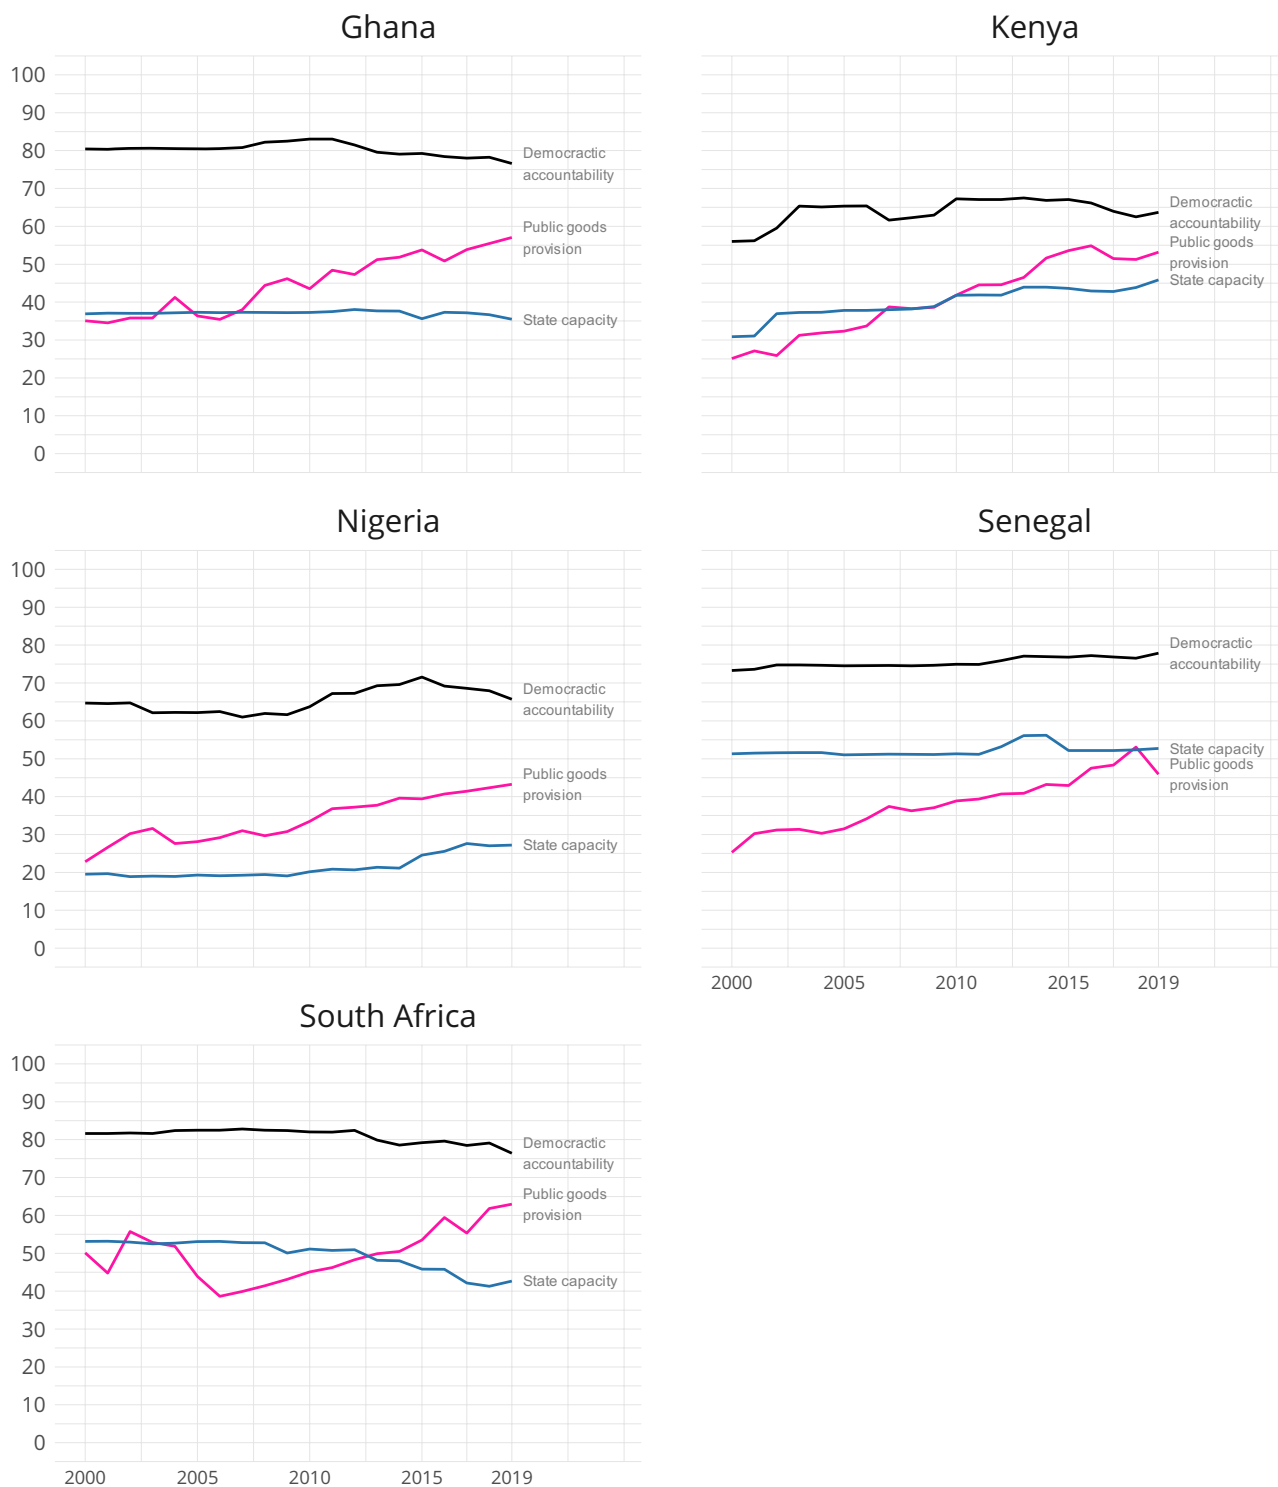 Ghana
100
90
80
70
60
50
40
30
20
10
0
Democractic
accountability
Public goods
provision
State capacity
Kenya
Democractic
accountability
Public goods
provision
State capacity
Nigeria
100
90
80
70
60
50
40
30
20
10
0
Democractic
accountability
Public goods
provision
State capacity
Senegal
Democractic
accountability
State capacity
Public goods
provision
2000 2005 2010 2015 2019
South Africa
100
90
80
70
60
50
40
30
20
10
0
Democractic
accountability
Public goods
provision
State capacity
2000 2005 2010 2015 2019